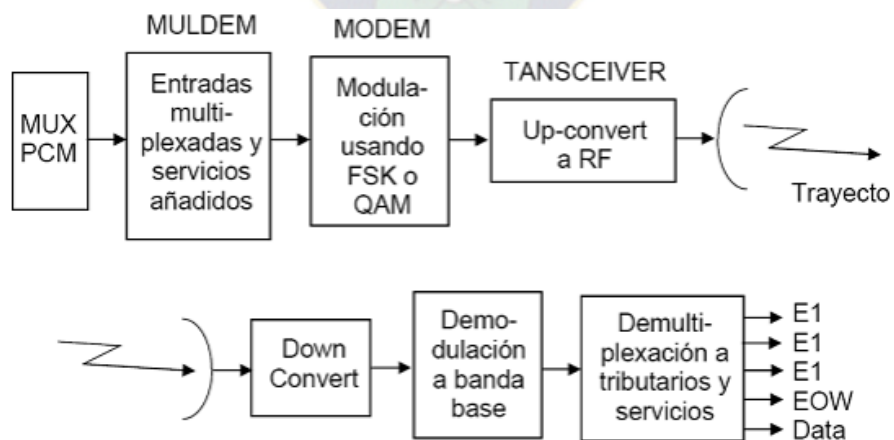 MULDEM
MODEM
TANSCEIVER
MUX
PCM
Entradas
multi-
plexadas y
servicios
añadidos
Modula-
ción
usando
FSK o
QAM
Up-convert
a RF
Trayecto
Down
Convert
Demo-
dulación
a banda
base
Demulti-
plexación a
tributarios y
servicios
E1
E1
E1
EOW
Data